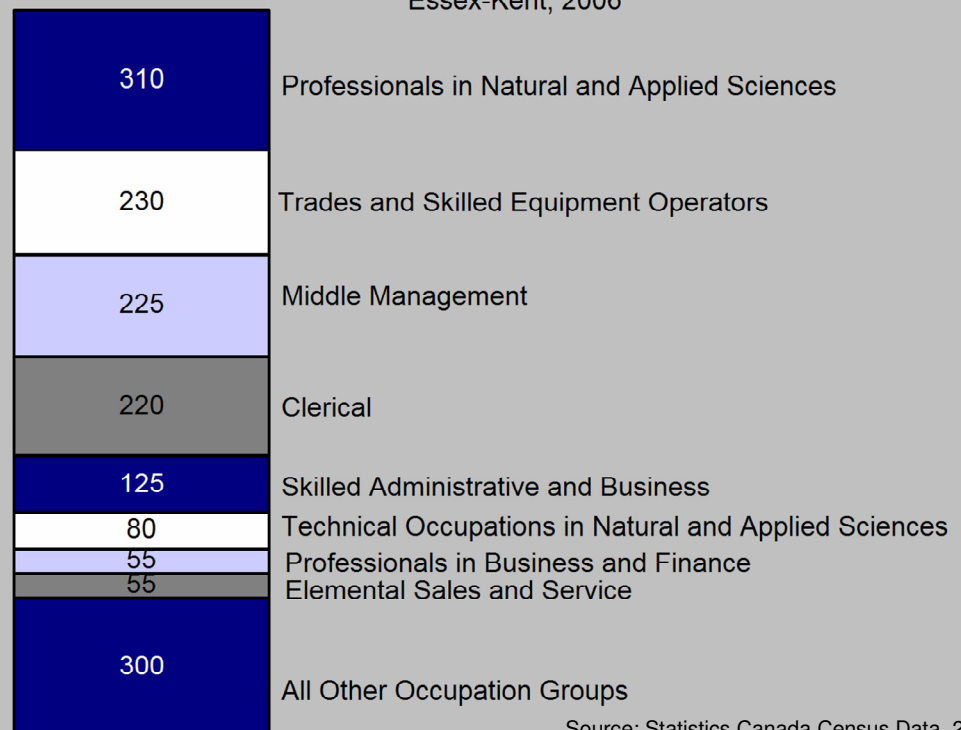 Essex-Kent, 2006
310 Professionals in Natural and Applied Sciences
230 Trades and Skilled Equipment Operators
225 Middle Management
220 Clerical
125 Skilled Administrative and Business
80 Technical Occupations in Natural and Applied Sciences
55 Professionals in Business and Finance
55 Elemental Sales and Service
300 All Other Occupation Groups
Source: Statistics Canada Census Data, 2